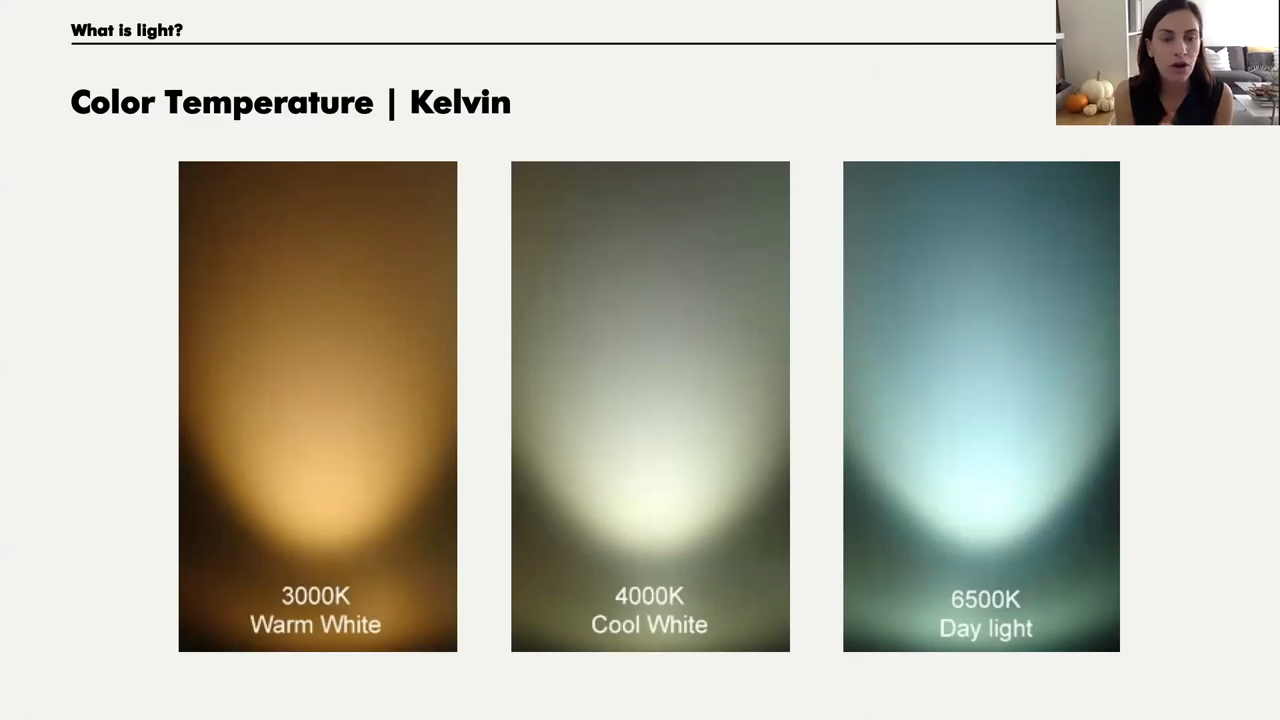 What is light?
Color Temperature | Kelvin
3000K
Warm White
4000K
Cool White
6500K
Day light